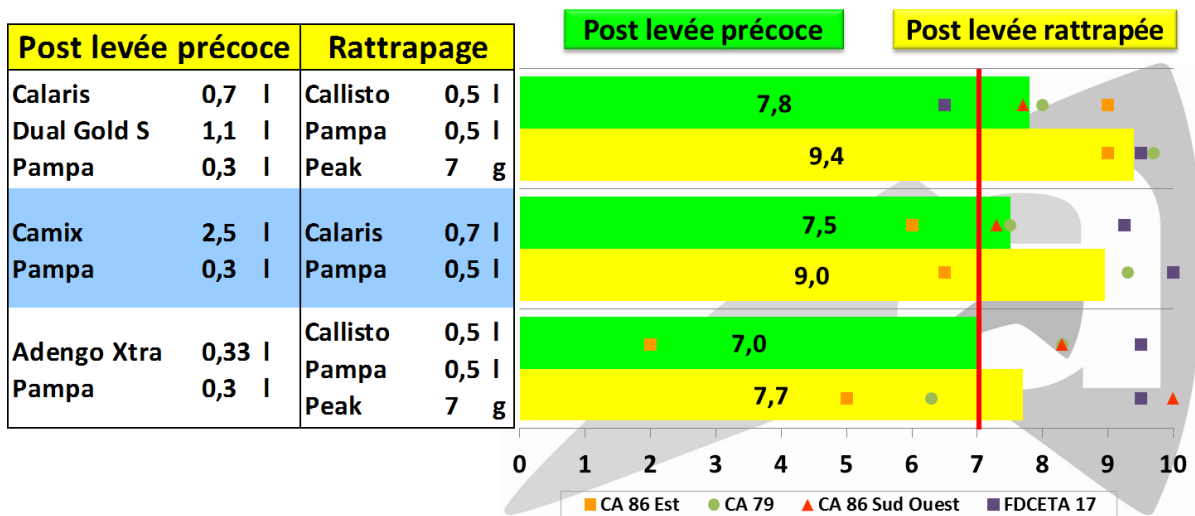 Post levée précoce Post levée rattrapée
Post levée précoce Rattrapage
Calaris 0,7 l Callisto 0,5 l
Dual Gold S 1,1 l Pampa 0,5 l
Pampa 0,3 l Peak 7 g
7,8
9,4
Camix 2,5 l Calaris 0,7 l
Pampa 0,3 l Pampa 0,5 l
7,5
9,0
Adengo Xtra 0,33 l
Pampa 0,3 l
Callisto 0,5 l
Pampa 0,5 l
Peak 7 g
7,0
7,7
0 1 2 3 4 5 6 7 8 9 10
CA 86 Est CA 79 CA 86 Sud Ouest FDCETA 17